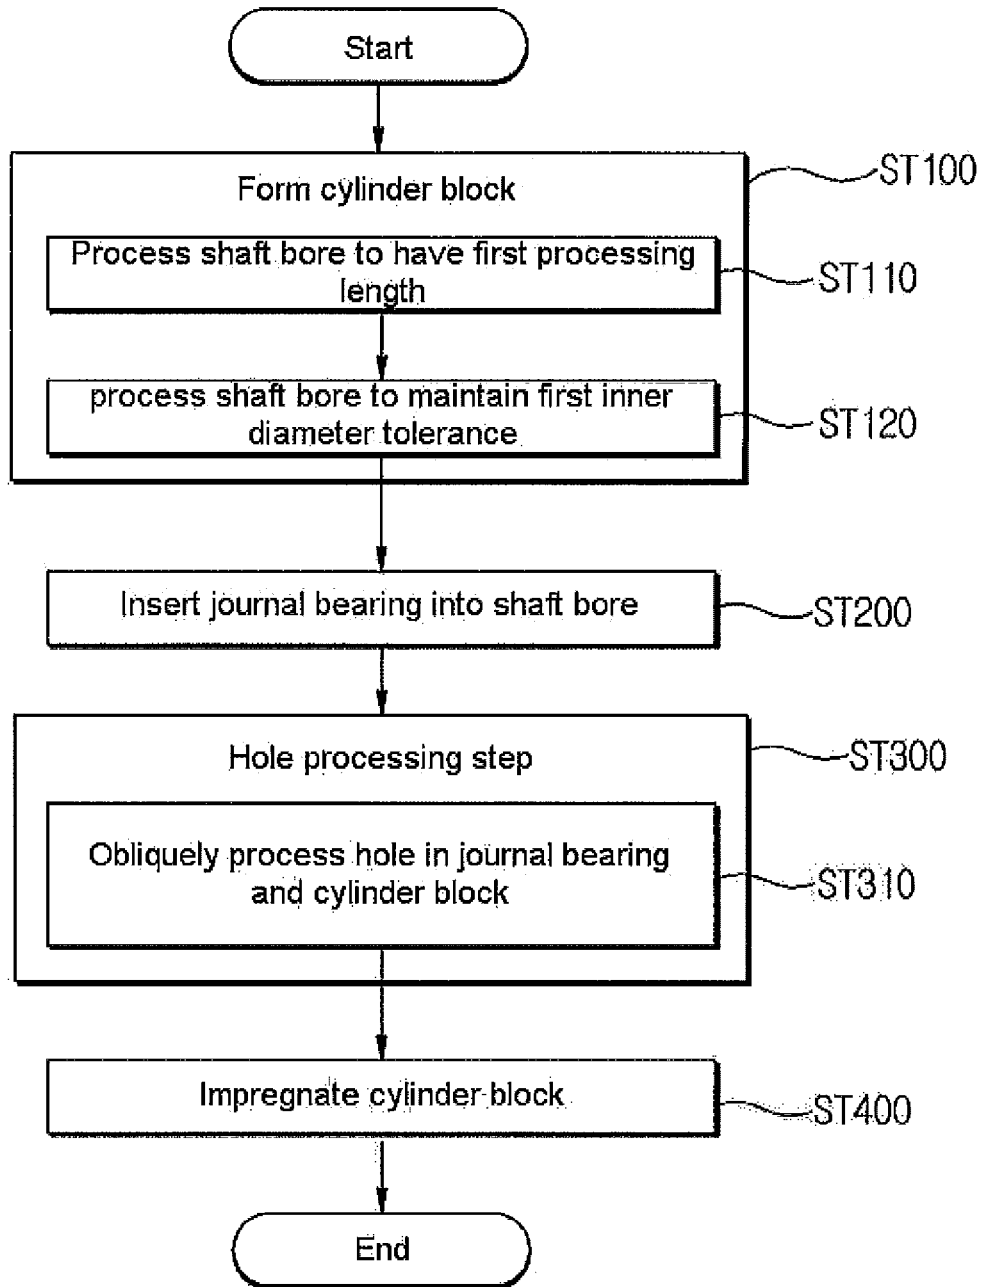 Start
Form cylinder block
ST100
Process shaft bore to have first processing
length
ST110
process shaft bore to maintain first inner
diameter tolerance
ST120
Insert journal bearing into shaft bore
ST200
Hole processing step
ST300
Obliquely process hole in journal bearing
and cylinder block
ST310
Impregnate cylinder block
ST400
End